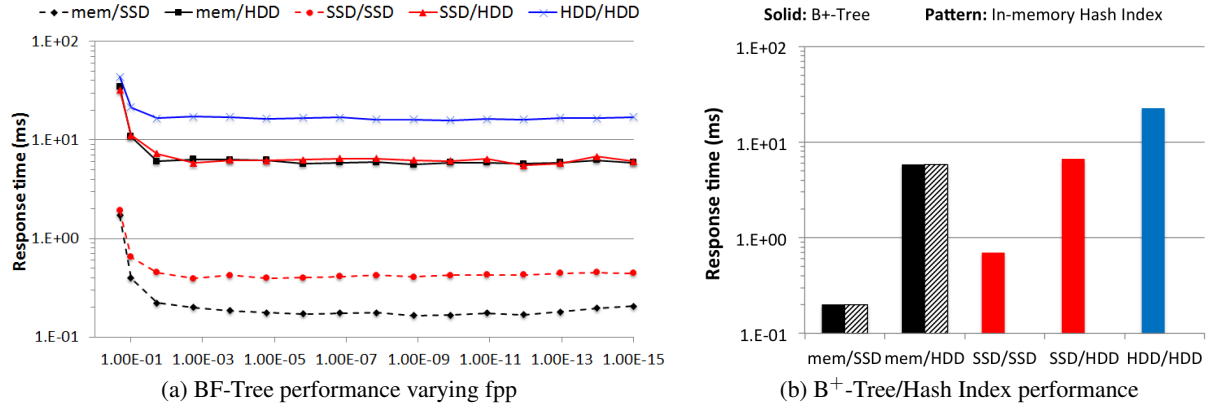 mem/SSD mem/HDD SSD/SSD SSD/HDD HDD/HDD
Response time (ms)
1.E+02
1.E+01
1.E+00
1.E-01
1.00E-01 1.00E-03 1.00E-05 1.00E-07 1.00E-09 1.00E-11 1.00E-13 1.00E-15
(a) BF-Tree performance varying fpp
Solid: B+-Tree Pattern: In-memory Hash Index
Response time (ms)
1.E+02
1.E+01
1.E+00
1.E-01
mem/SSD mem/HDD SSD/SSD SSD/HDD HDD/HDD
(b) B+-Tree/Hash Index performance